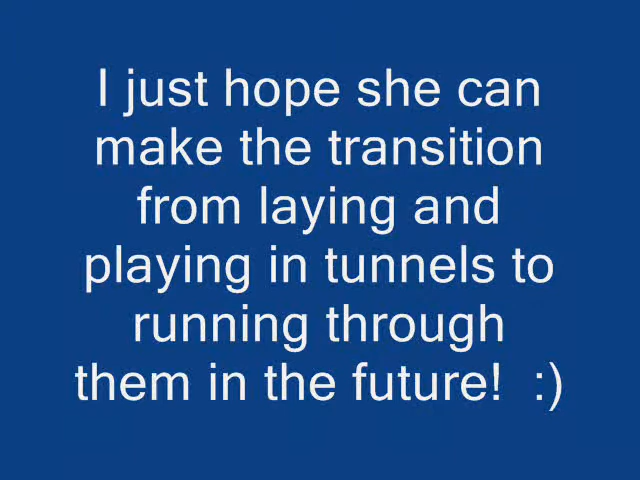 I just hope she can
make the transition
from laying and
playing in tunnels to
running through
them in the future!  :)